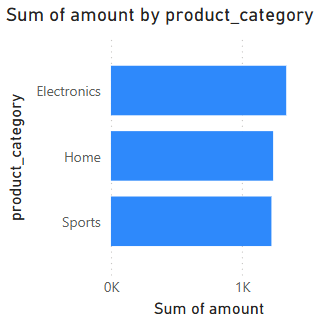 Sum of amount by product_category
product_category
Electronics
Home
Sports
0K 1K
Sum of amount